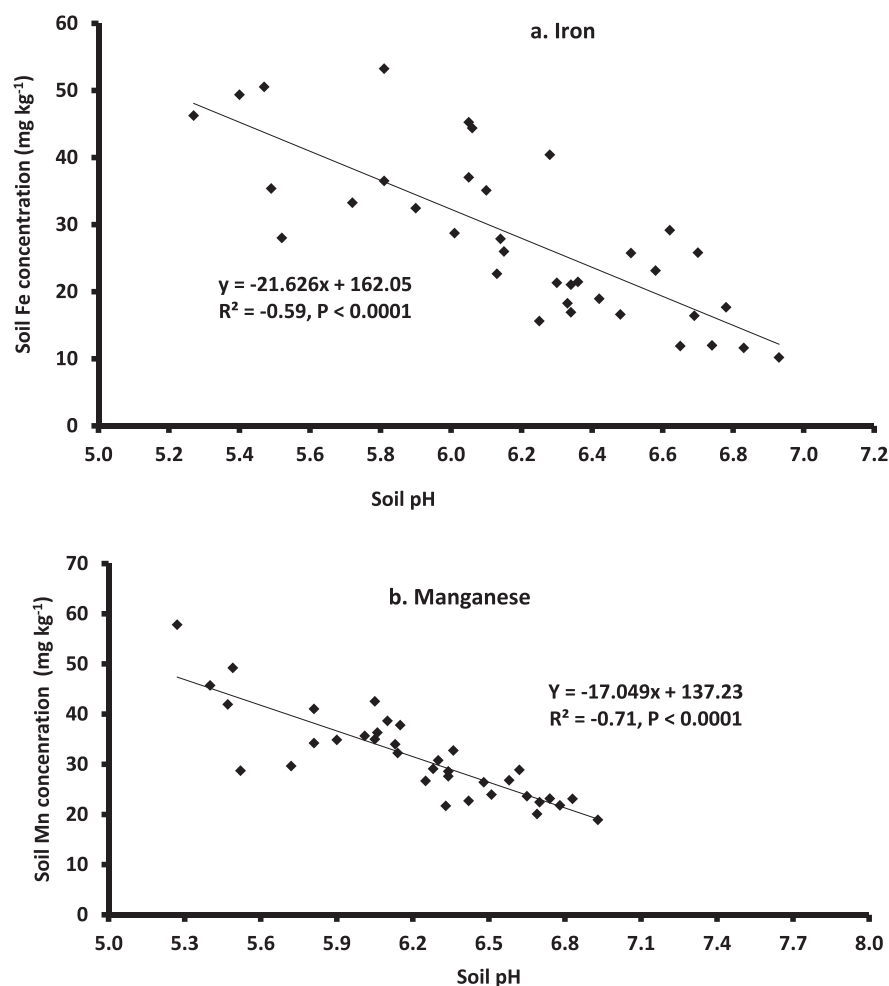 a. Iron
Soil Fe concentration (mg kg⁻¹)
60
50
40
30
20
10
0
y = -21.626x + 162.05
R² = -0.59, P < 0.0001
5.0 5.2 5.4 5.6 5.8 6.0 6.2 6.4 6.6 6.8 7.0 7.2
Soil pH
b. Manganese
Soil Mn concenration (mg kg⁻¹)
70
60
50
40
30
20
10
0
Y = -17.049x + 137.23
R² = -0.71, P < 0.0001
5.0 5.3 5.6 5.9 6.2 6.5 6.8 7.1 7.4 7.7 8.0
Soil pH